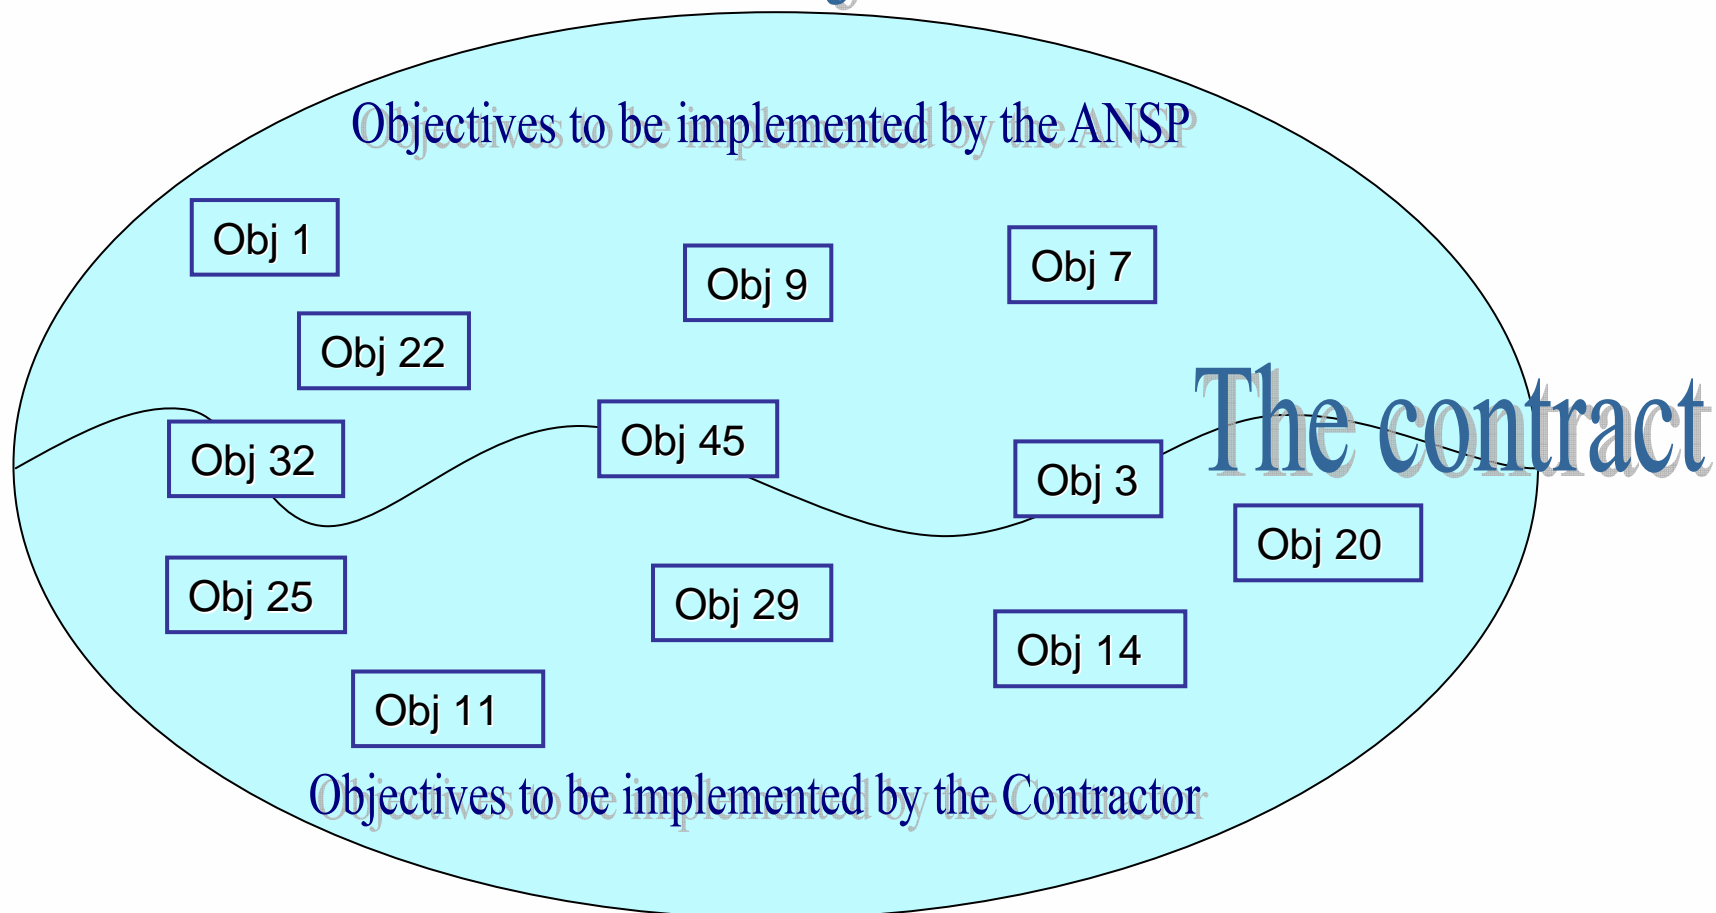 Objectives to be implemented by the ANSP
Obj 1
Obj 9
Obj 7
Obj 22
The contract
Obj 32
Obj 45
Obj 3
Obj 20
Obj 25
Obj 29
Obj 14
Obj 11
Objectives to be implemented by the Contractor